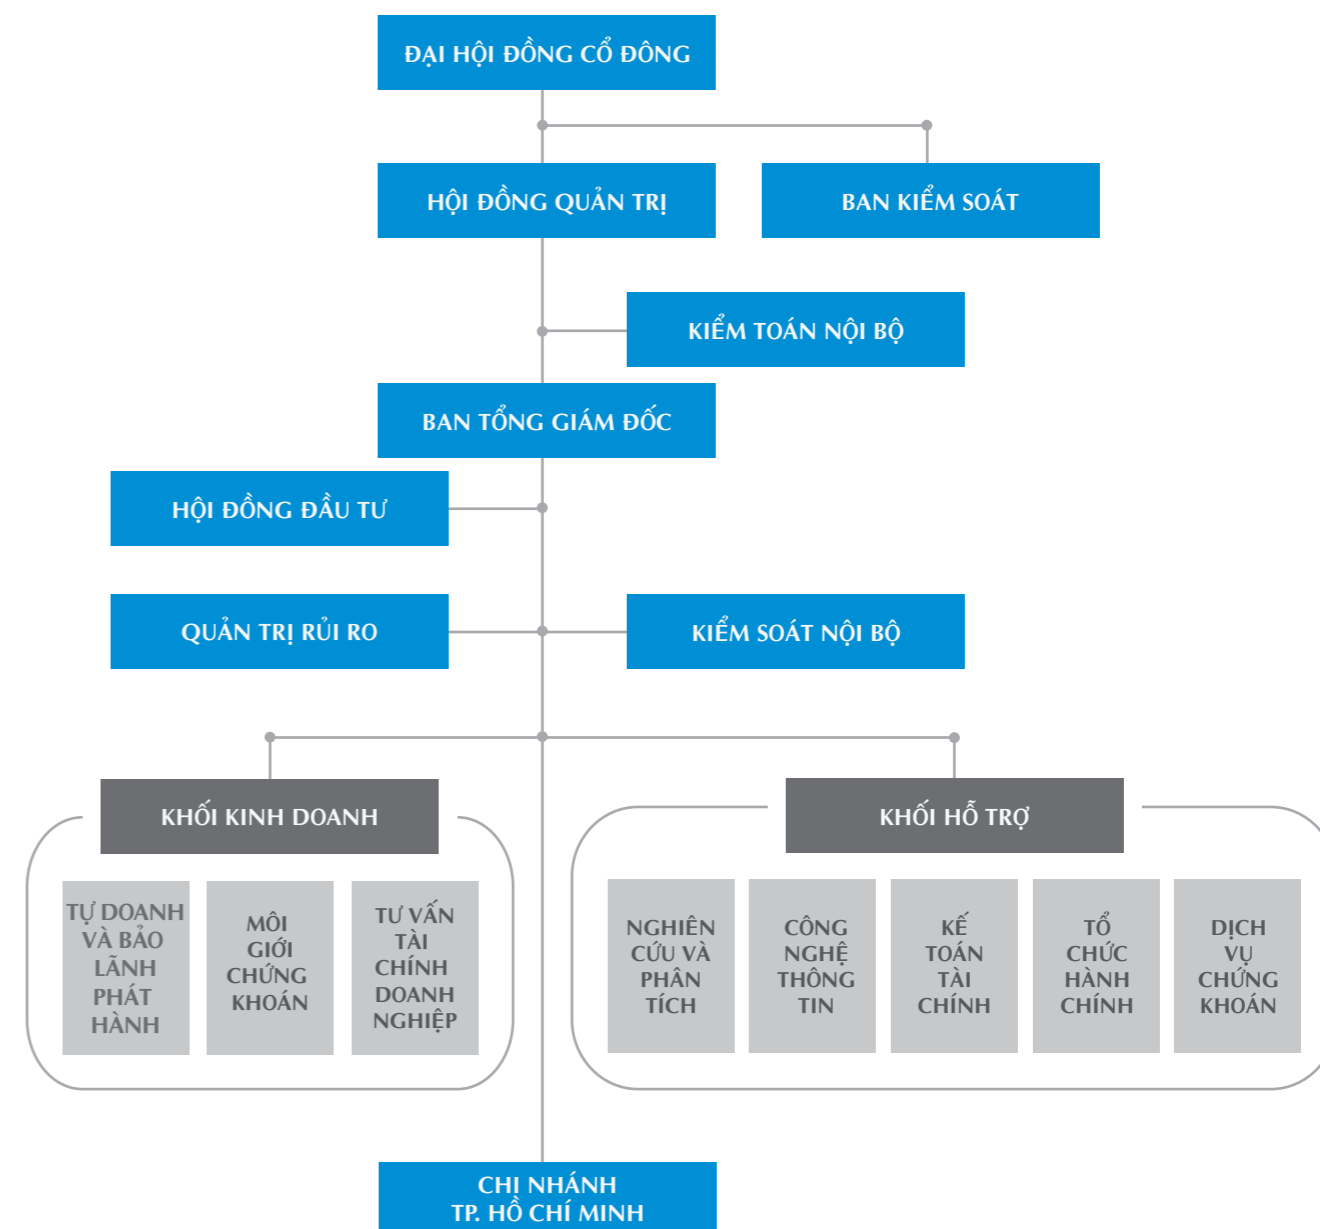 ĐẠI HỘI ĐỒNG CỔ ĐÔNG
HỘI ĐỒNG QUẢN TRỊ
BAN KIỂM SOÁT
KIỂM TOÁN NỘI BỘ
BAN TỔNG GIÁM ĐỐC
HỘI ĐỒNG ĐẦU TƯ
QUẢN TRỊ RỦI RO
KIỂM SOÁT NỘI BỘ
KHỐI KINH DOANH
TỰ DOANH
VÀ BẢO
LÃNH
PHÁT
HÀNH
MÔI
GIỚI
CHỨNG
KHOÁN
TƯ VẤN
TÀI
CHÍNH
DOANH
NGHIỆP
KHỐI HỖ TRỢ
NGHIÊN
CỨU VÀ
PHÂN
TÍCH
CÔNG
NGHỆ
THÔNG
TIN
KẾ
TOÁN
TÀI
CHÍNH
TỔ
CHỨC
HÀNH
CHÍNH
DỊCH
VỤ
CHỨNG
KHOÁN
CHI NHÁNH
TP. HỒ CHÍ MINH